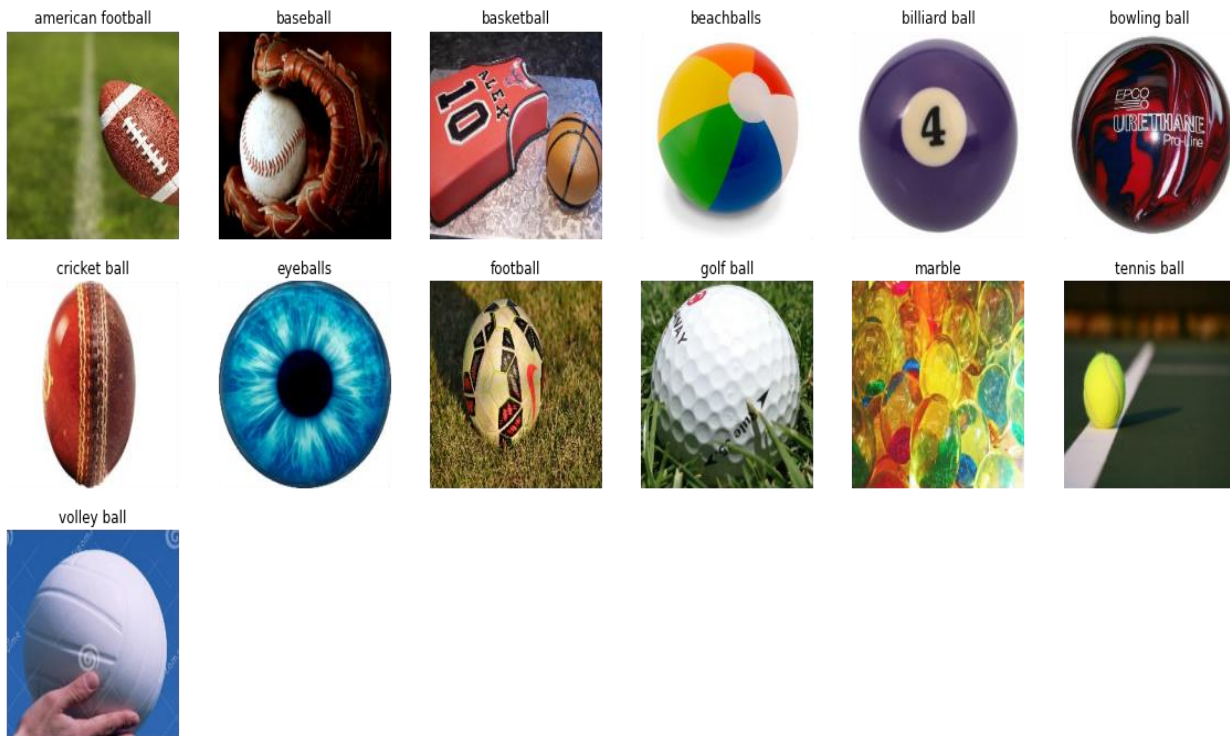 american football
baseball
basketball
beachballs
billiard ball
bowling ball
ALEX
10
4
EPCO
URETHANE
Pro-Line
cricket ball
eyeballs
football
golf ball
marble
tennis ball
WAY
volley ball